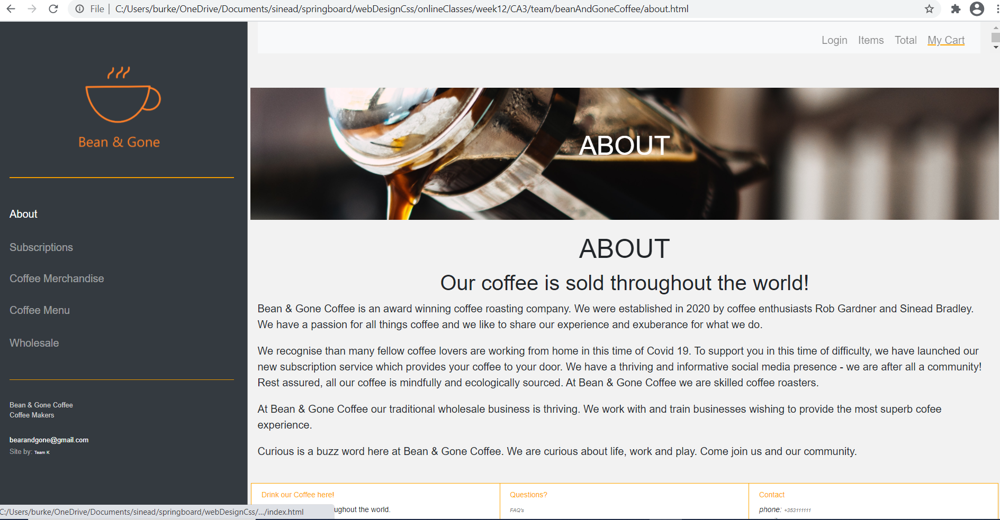 File | C:/Users/burke/OneDrive/Documents/sinead/springboard/webDesignCss/onlineClasses/week12/CA3/team/beanAndGoneCoffee/about.html
Bean & Gone
About
Subscriptions
Coffee Merchandise
Coffee Menu
Wholesale
Bean & Gone Coffee
Coffee Makers
bearandgone@gmail.com
Site by: Team K
Login Items Total My Cart
ABOUT
ABOUT
Our coffee is sold throughout the world!
Bean & Gone Coffee is an award winning coffee roasting company. We were established in 2020 by coffee enthusiasts Rob Gardner and Sinead Bradley.
We have a passion for all things coffee and we like to share our experience and exuberance for what we do.
We recognise than many fellow coffee lovers are working from home in this time of Covid 19. To support you in this time of difficulty, we have launched our
new subscription service which provides your coffee to your door. We have a thriving and informative social media presence - we are after all a community!
Rest assured, all our coffee is mindfully and ecologically sourced. At Bean & Gone Coffee we are skilled coffee roasters.
At Bean & Gone Coffee our traditional wholesale business is thriving. We work with and train businesses wishing to provide the most superb cofee
experience.
Curious is a buzz word here at Bean & Gone Coffee. We are curious about life, work and play. Come join us and our community.
Drink our Coffee here!
ughout the world.
Questions?
FAQ's
Contact
phone: +353111111
C:/Users/burke/OneDrive/Documents/sinead/springboard/webDesignCss/.../index.html